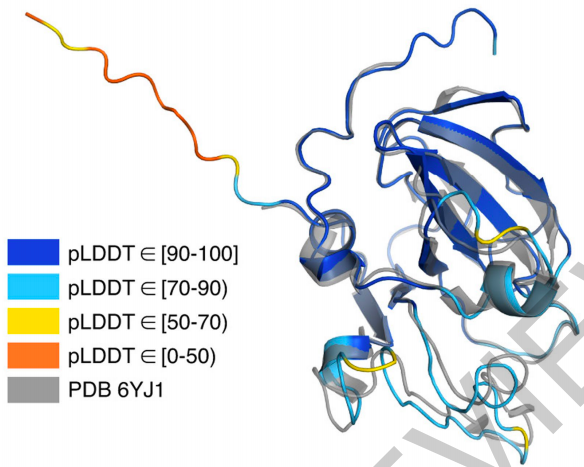 pLDDT ∈ [90-100]
pLDDT ∈ [70-90)
pLDDT ∈ [50-70)
pLDDT ∈ [0-50)
PDB 6YJ1